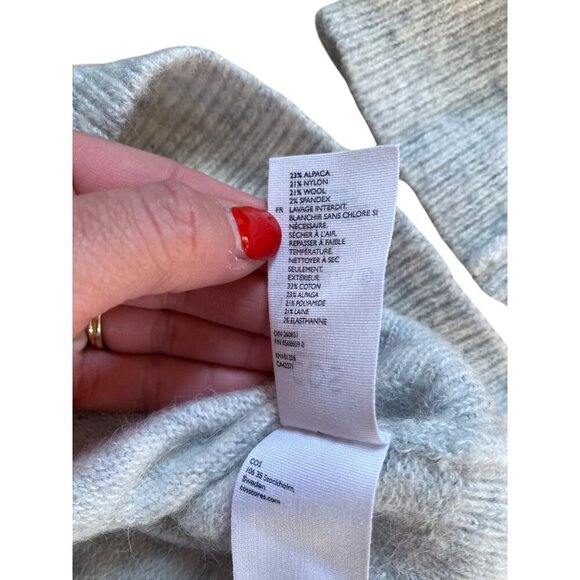 23% ALPACA
21% NYLON
21% WOOL
2% SPANDEX
FR LAVAGE INTERDIT.
BLANCHIR SANS CHLORE SI
NÉCESSAIRE.
SÉCHER À L'AIR.
REPASSER À FAIBLE
TEMPÉRATURE.
NETTOYER À SEC
SEULEMENT.
EXTÉRIEUR:
33% COTON
23% ALPAGA
21% POLYAMIDE
21% LAINE
2% ELASTHANNE
COS
106 38 Stockholm,
Sweden
cosstores.com